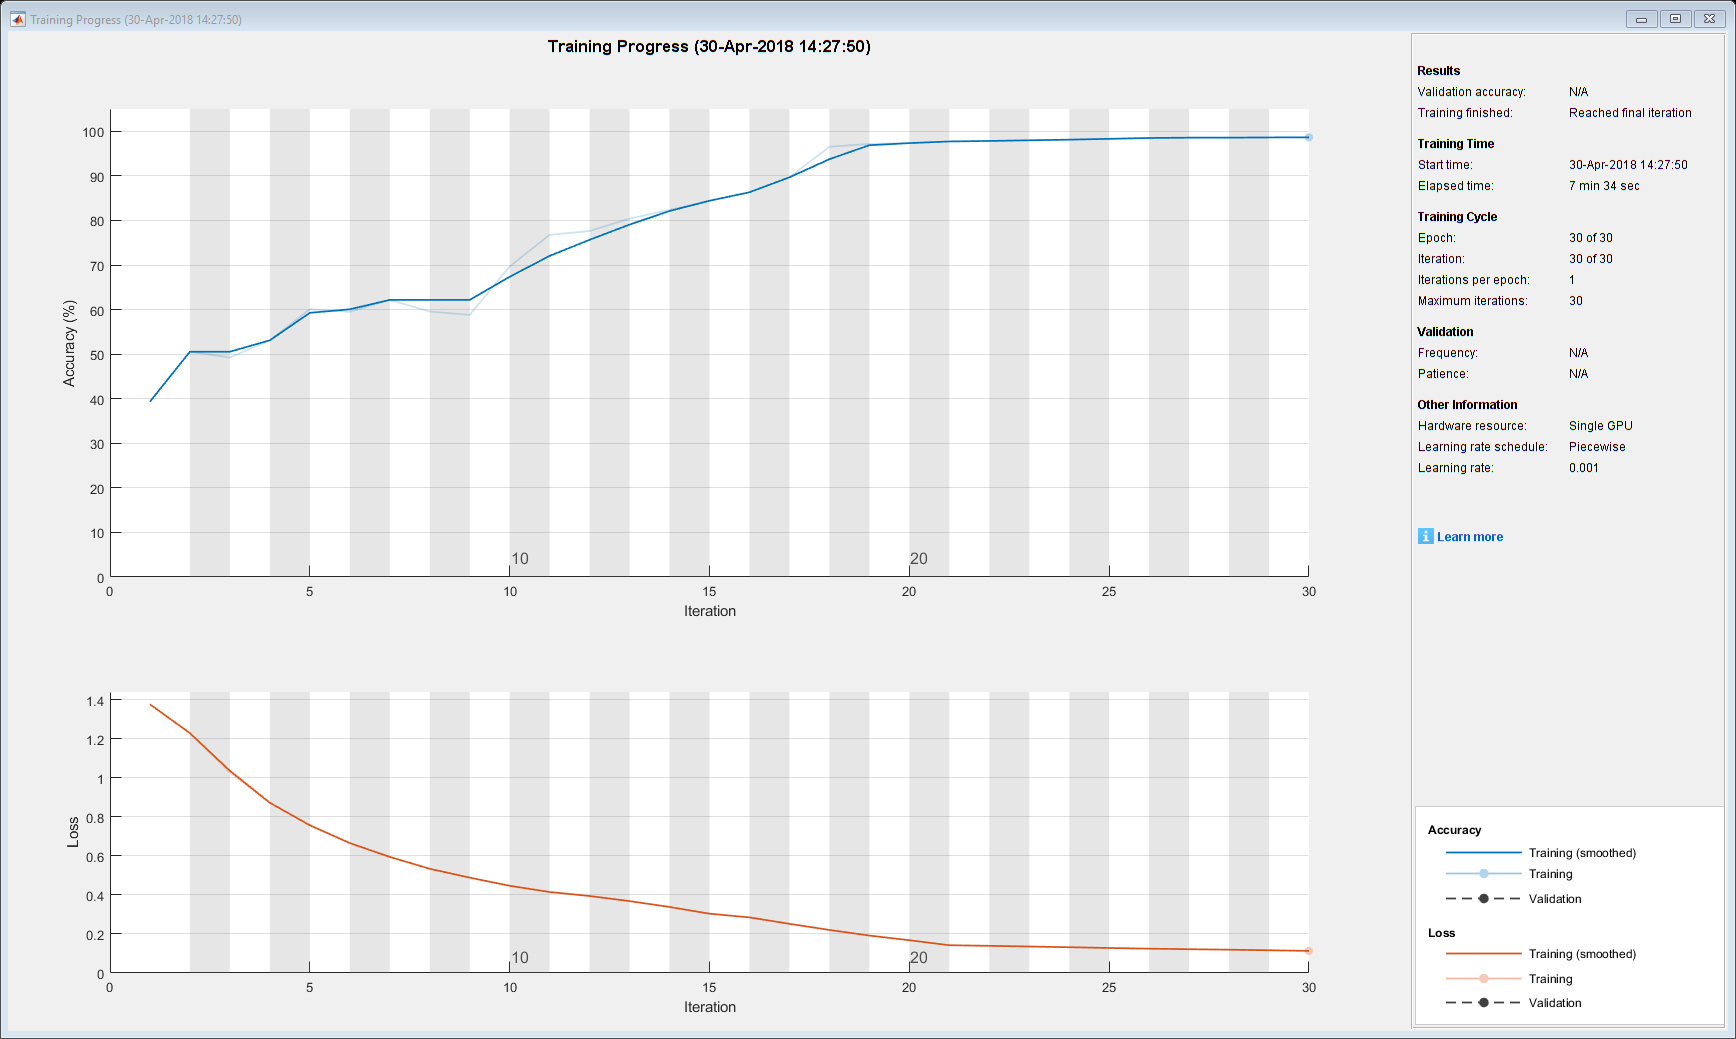 Training Progress (30-Apr-2018 14:27:50)
Training Progress (30-Apr-2018 14:27:50)
100
90
80
70
60
50
40
30
20
10
0
Accuracy (%)
10
20
0 5 10 15 20 25 30
Iteration
1.4
1.2
1
0.8
0.6
0.4
0.2
0
Loss
10
20
0 5 10 15 20 25 30
Iteration
Results
Validation accuracy: N/A
Training finished: Reached final iteration
Training Time
Start time: 30-Apr-2018 14:27:50
Elapsed time: 7 min 34 sec
Training Cycle
Epoch: 30 of 30
Iteration: 30 of 30
Iterations per epoch: 1
Maximum iterations: 30
Validation
Frequency: N/A
Patience: N/A
Other Information
Hardware resource: Single GPU
Learning rate schedule: Piecewise
Learning rate: 0.001
i Learn more
Accuracy
Training (smoothed)
Training
Validation
Loss
Training (smoothed)
Training
Validation